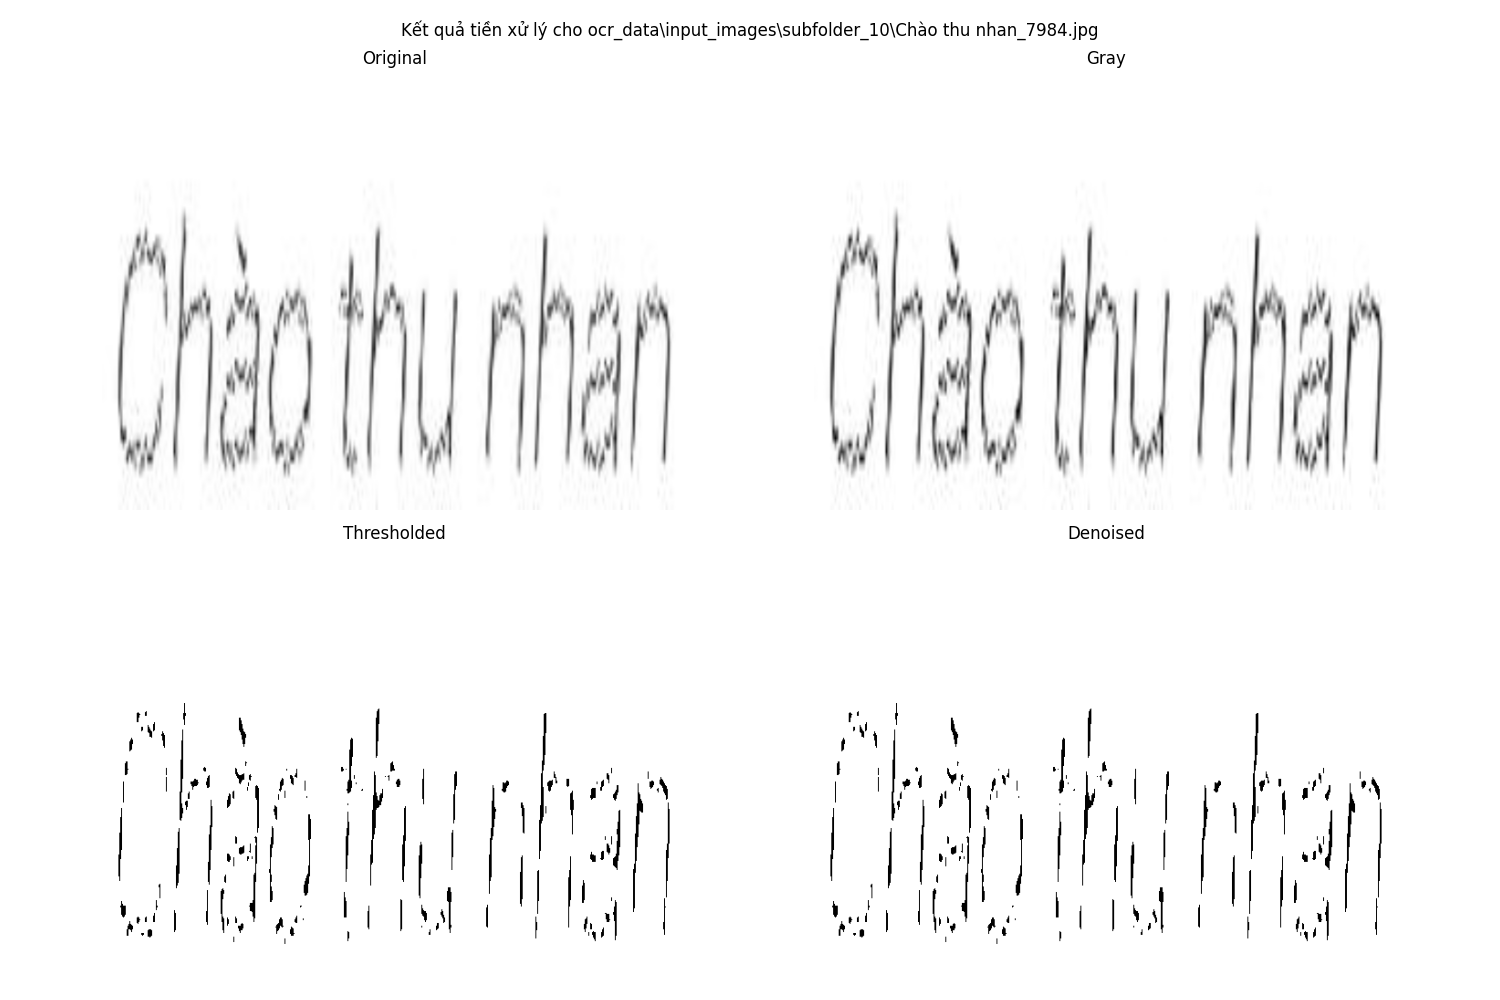 Kết quả tiền xử lý cho ocr_data\input_images\subfolder_10\Chào thu nhan_7984.jpg
Original
Gray
Chào thu nhan
Chào thu nhan
Thresholded
Denoised
Chào thu nhan
Chào thu nhan